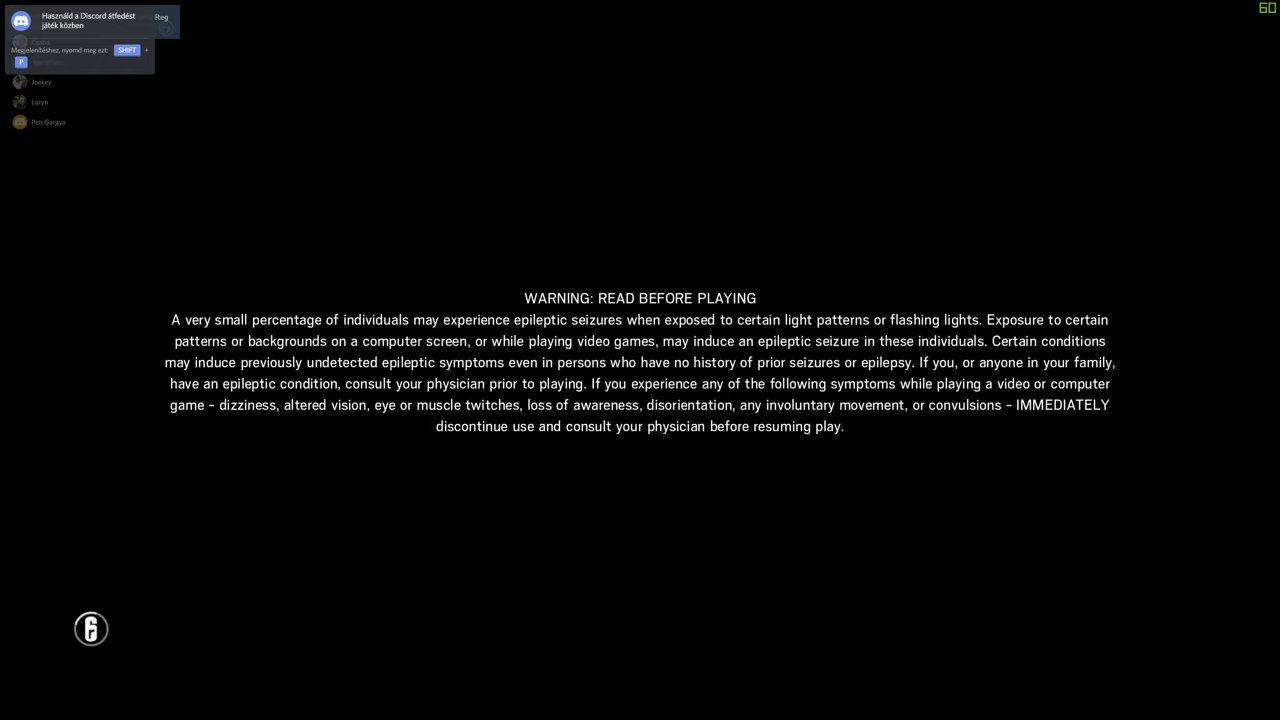 60
Használd a Discord átfedést
játék közben
Reg
Csaba
Megjelenítéshez, nyomd meg ezt: SHIFT +
P
Joekey
Loryn
Peti Gargya
WARNING: READ BEFORE PLAYING
A very small percentage of individuals may experience epileptic seizures when exposed to certain light patterns or flashing lights. Exposure to certain
patterns or backgrounds on a computer screen, or while playing video games, may induce an epileptic seizure in these individuals. Certain conditions
may induce previously undetected epileptic symptoms even in persons who have no history of prior seizures or epilepsy. If you, or anyone in your family,
have an epileptic condition, consult your physician prior to playing. If you experience any of the following symptoms while playing a video or computer
game - dizziness, altered vision, eye or muscle twitches, loss of awareness, disorientation, any involuntary movement, or convulsions - IMMEDIATELY
discontinue use and consult your physician before resuming play.